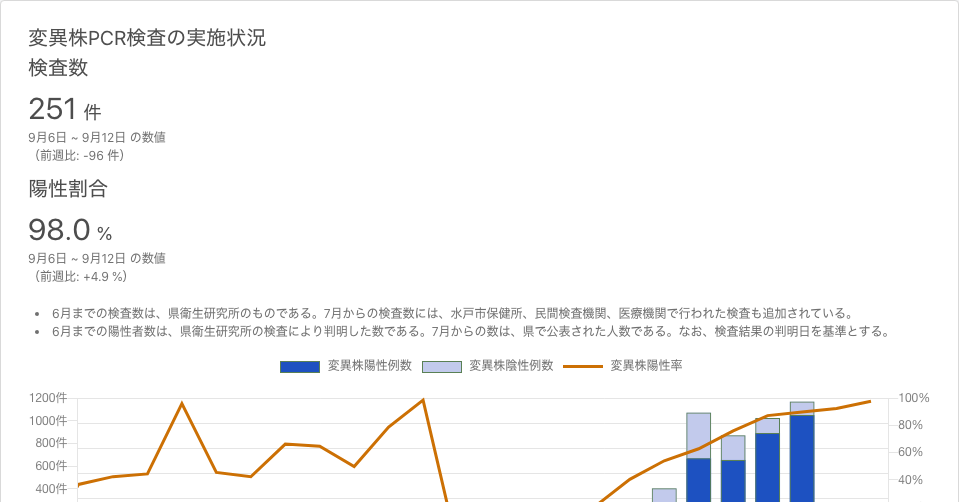 変異株PCR検査の実施状況
検査数
251 件
9月6日 ~ 9月12日 の数値
（前週比: -96 件）
陽性割合
98.0 %
9月6日 ~ 9月12日 の数値
（前週比: +4.9 %）
• 6月までの検査数は、県衛生研究所のものである。7月からの検査数には、水戸市保健所、民間検査機関、医療機関で行われた検査も追加されている。
• 6月までの陽性者数は、県衛生研究所の検査により判明した数である。7月からの数は、県で公表された人数である。なお、検査結果の判明日を基準とする。
変異株陽性例数 変異株陰性例数 変異株陽性率
1200件 100%
1000件 80%
800件
600件 60%
400件 40%